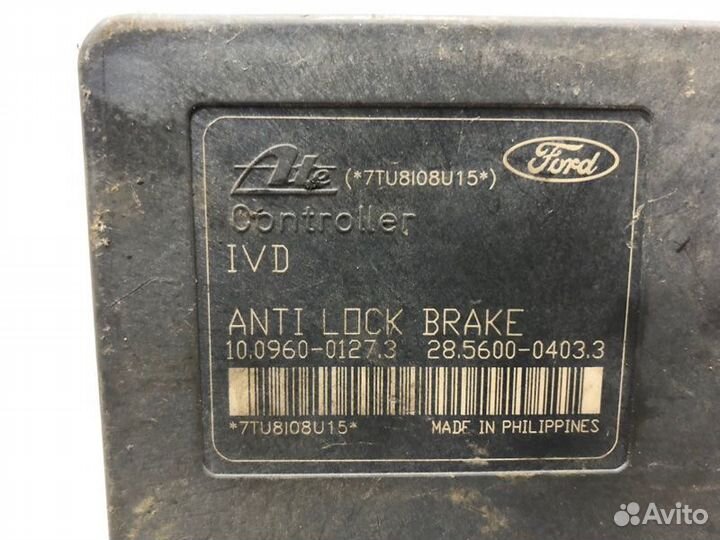 Ate (*7TU8I08U15*) Ford
Controller
IVD
ANTI LOCK BRAKE
10.0960-0127.3 28.5600-0403.3
*7TU8I08U15* MADE IN PHILIPPINES
Avito